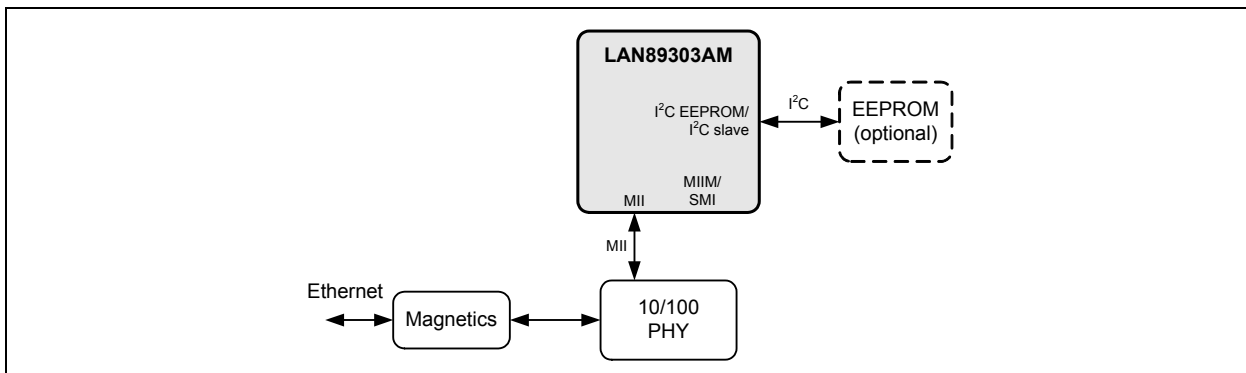 LAN89303AM
I²C EEPROM/
I²C slave
I²C
EEPROM
(optional)
MII
MIIM/
SMI
MII
Ethernet
Magnetics
10/100
PHY